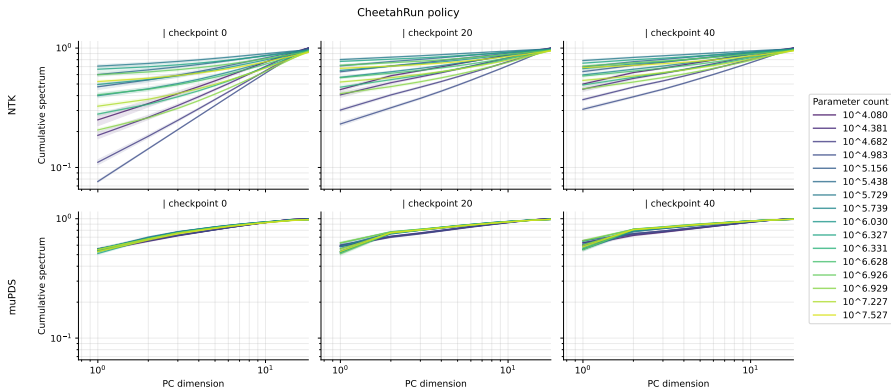 CheetahRun policy
| checkpoint 0
| checkpoint 20
| checkpoint 40
NTK
Cumulative spectrum
10^0
10^-1
muPDS
Cumulative spectrum
| checkpoint 0
| checkpoint 20
| checkpoint 40
10^0
10^-1
10^0
10^1
10^0
10^1
10^0
10^1
PC dimension
PC dimension
PC dimension
Parameter count
10^4.080
10^4.381
10^4.682
10^4.983
10^5.156
10^5.438
10^5.729
10^5.739
10^6.030
10^6.327
10^6.331
10^6.628
10^6.926
10^6.929
10^7.227
10^7.527